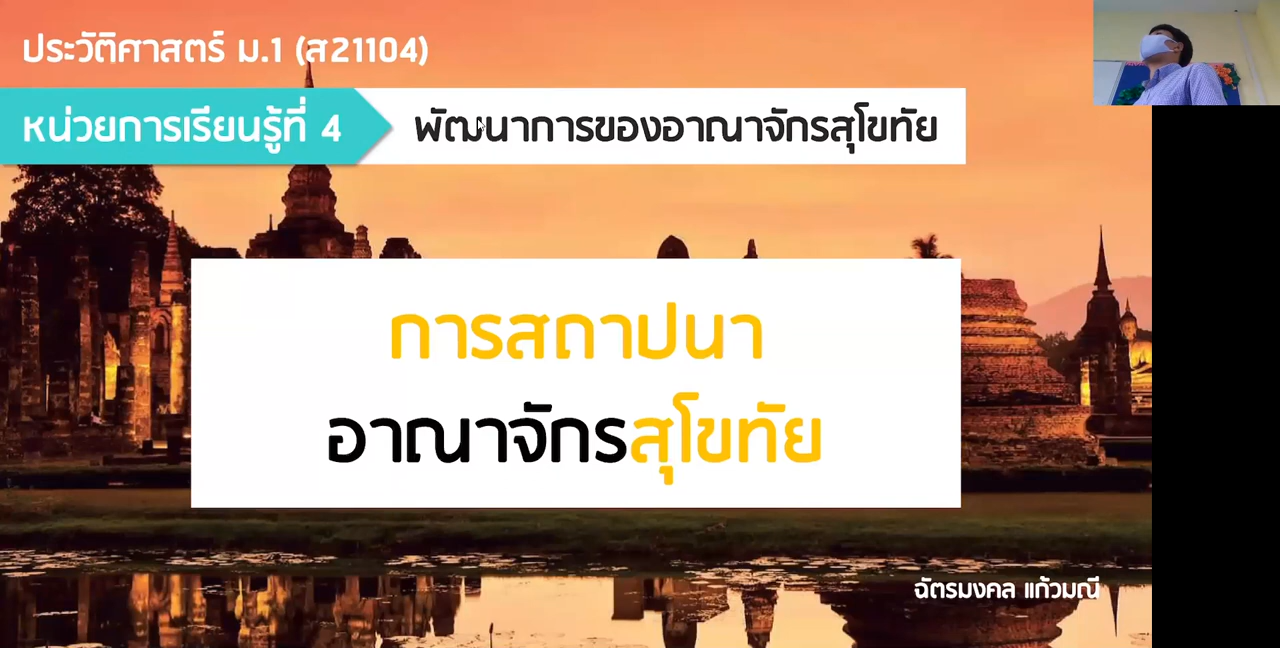 ประวัติศาสตร์ ม.1 (ส21104)
หน่วยการเรียนรู้ที่ 4
พัฒนาการของอาณาจักรสุโขทัย
การสถาปนา
อาณาจักรสุโขทัย
ฉัตรมงคล แก้วมณี